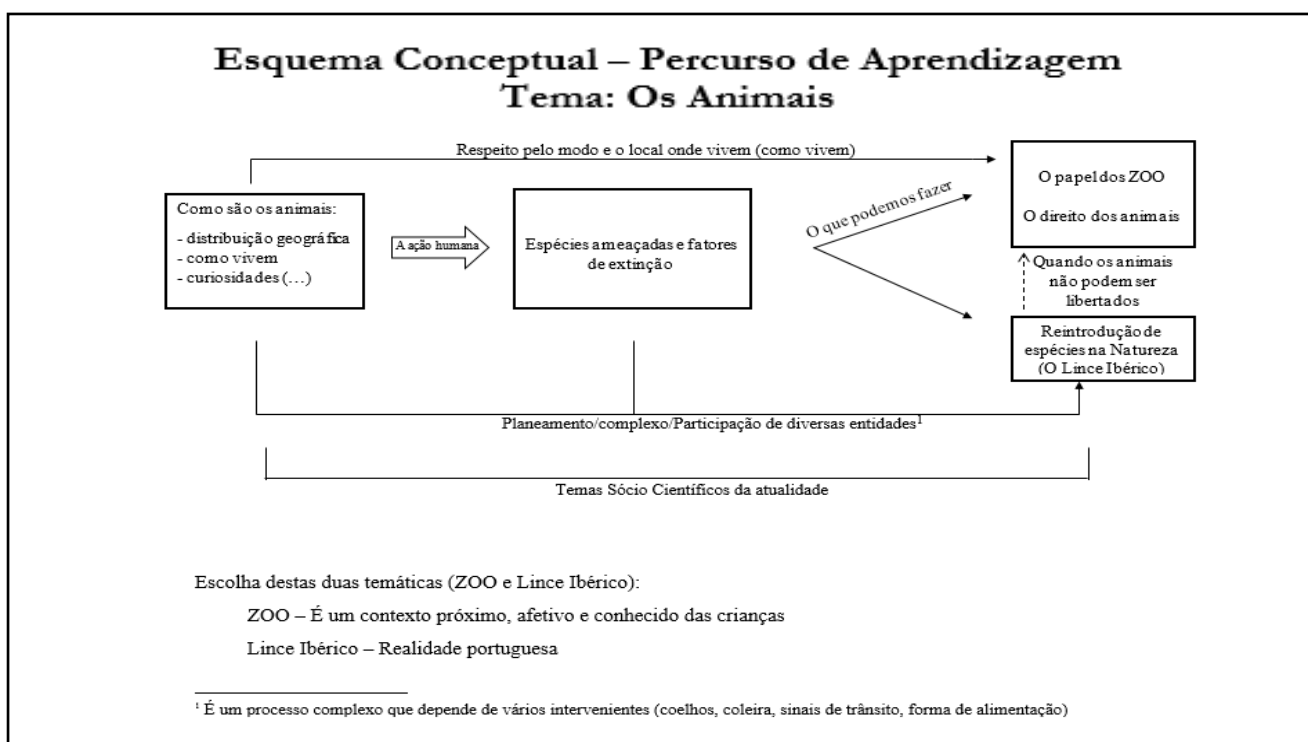 Esquema Conceptual – Percurso de Aprendizagem
Tema: Os Animais
Respeito pelo modo e o local onde vivem (como vivem)
Como são os animais:
- distribuição geográfica
- como vivem
- curiosidades (…)
A ação humana
Espécies ameaçadas e fatores
de extinção
O que podemos fazer
O papel dos ZOO
O direito dos animais
Quando os animais
não podem ser
libertados
Reintrodução de
espécies na Natureza
(O Lince Ibérico)
Planeamento/complexo/Participação de diversas entidades¹
Temas Sócio Científicos da atualidade
Escolha destas duas temáticas (ZOO e Lince Ibérico):
ZOO – É um contexto próximo, afetivo e conhecido das crianças
Lince Ibérico – Realidade portuguesa
¹ É um processo complexo que depende de vários intervenientes (coelhos, coleira, sinais de trânsito, forma de alimentação)